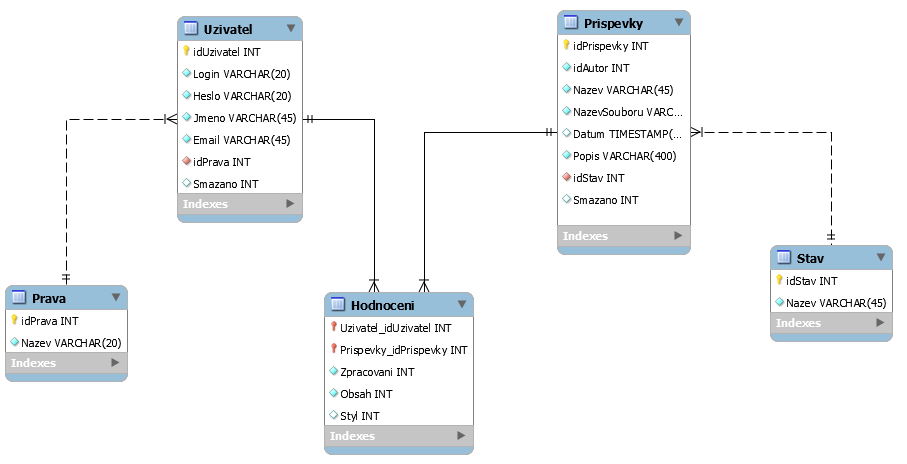 Uzivatel
idUzivatel INT
Login VARCHAR(20)
Heslo VARCHAR(20)
Jmeno VARCHAR(45)
Email VARCHAR(45)
idPrava INT
Smazano INT
Indexes
Prispevky
idPrispevky INT
idAutor INT
Nazev VARCHAR(45)
NazevSouboru VARC...
Datum TIMESTAMP(...
Popis VARCHAR(400)
idStav INT
Smazano INT
Indexes
Stav
idStav INT
Nazev VARCHAR(45)
Indexes
Prava
idPrava INT
Nazev VARCHAR(20)
Indexes
Hodnoceni
Uzivatel_idUzivatel INT
Prispevky_idPrispevky INT
Zpracovani INT
Obsah INT
Styl INT
Indexes